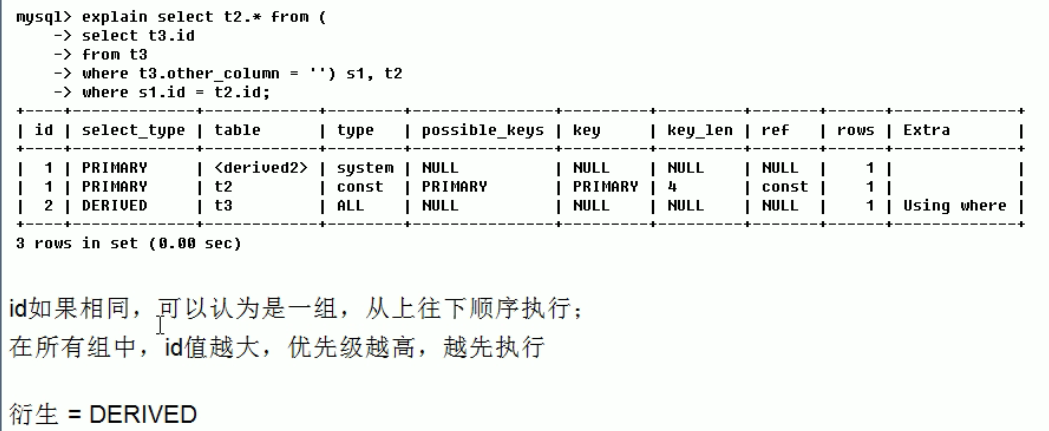 mysql> explain select t2.* from (
    -> select t3.id
    -> from t3
    -> where t3.other_column = '') s1, t2
    -> where s1.id = t2.id;
+----+-------------+------------+--------+---------------+---------+---------+-------+------+-------------+
| id | select_type | table      | type   | possible_keys | key     | key_len | ref   | rows | Extra       |
+----+-------------+------------+--------+---------------+---------+---------+-------+------+-------------+
|  1 | PRIMARY     | <derived2> | system | NULL          | NULL    | NULL    | NULL  |    1 |             |
|  1 | PRIMARY     | t2         | const  | PRIMARY       | PRIMARY | 4       | const |    1 |             |
|  2 | DERIVED     | t3         | ALL    | NULL          | NULL    | NULL    | NULL  |    1 | Using where |
+----+-------------+------------+--------+---------------+---------+---------+-------+------+-------------+
3 rows in set (0.00 sec)
id如果相同，可以认为是一组，从上往下顺序执行；
在所有组中，id值越大，优先级越高，越先执行
衍生 = DERIVED